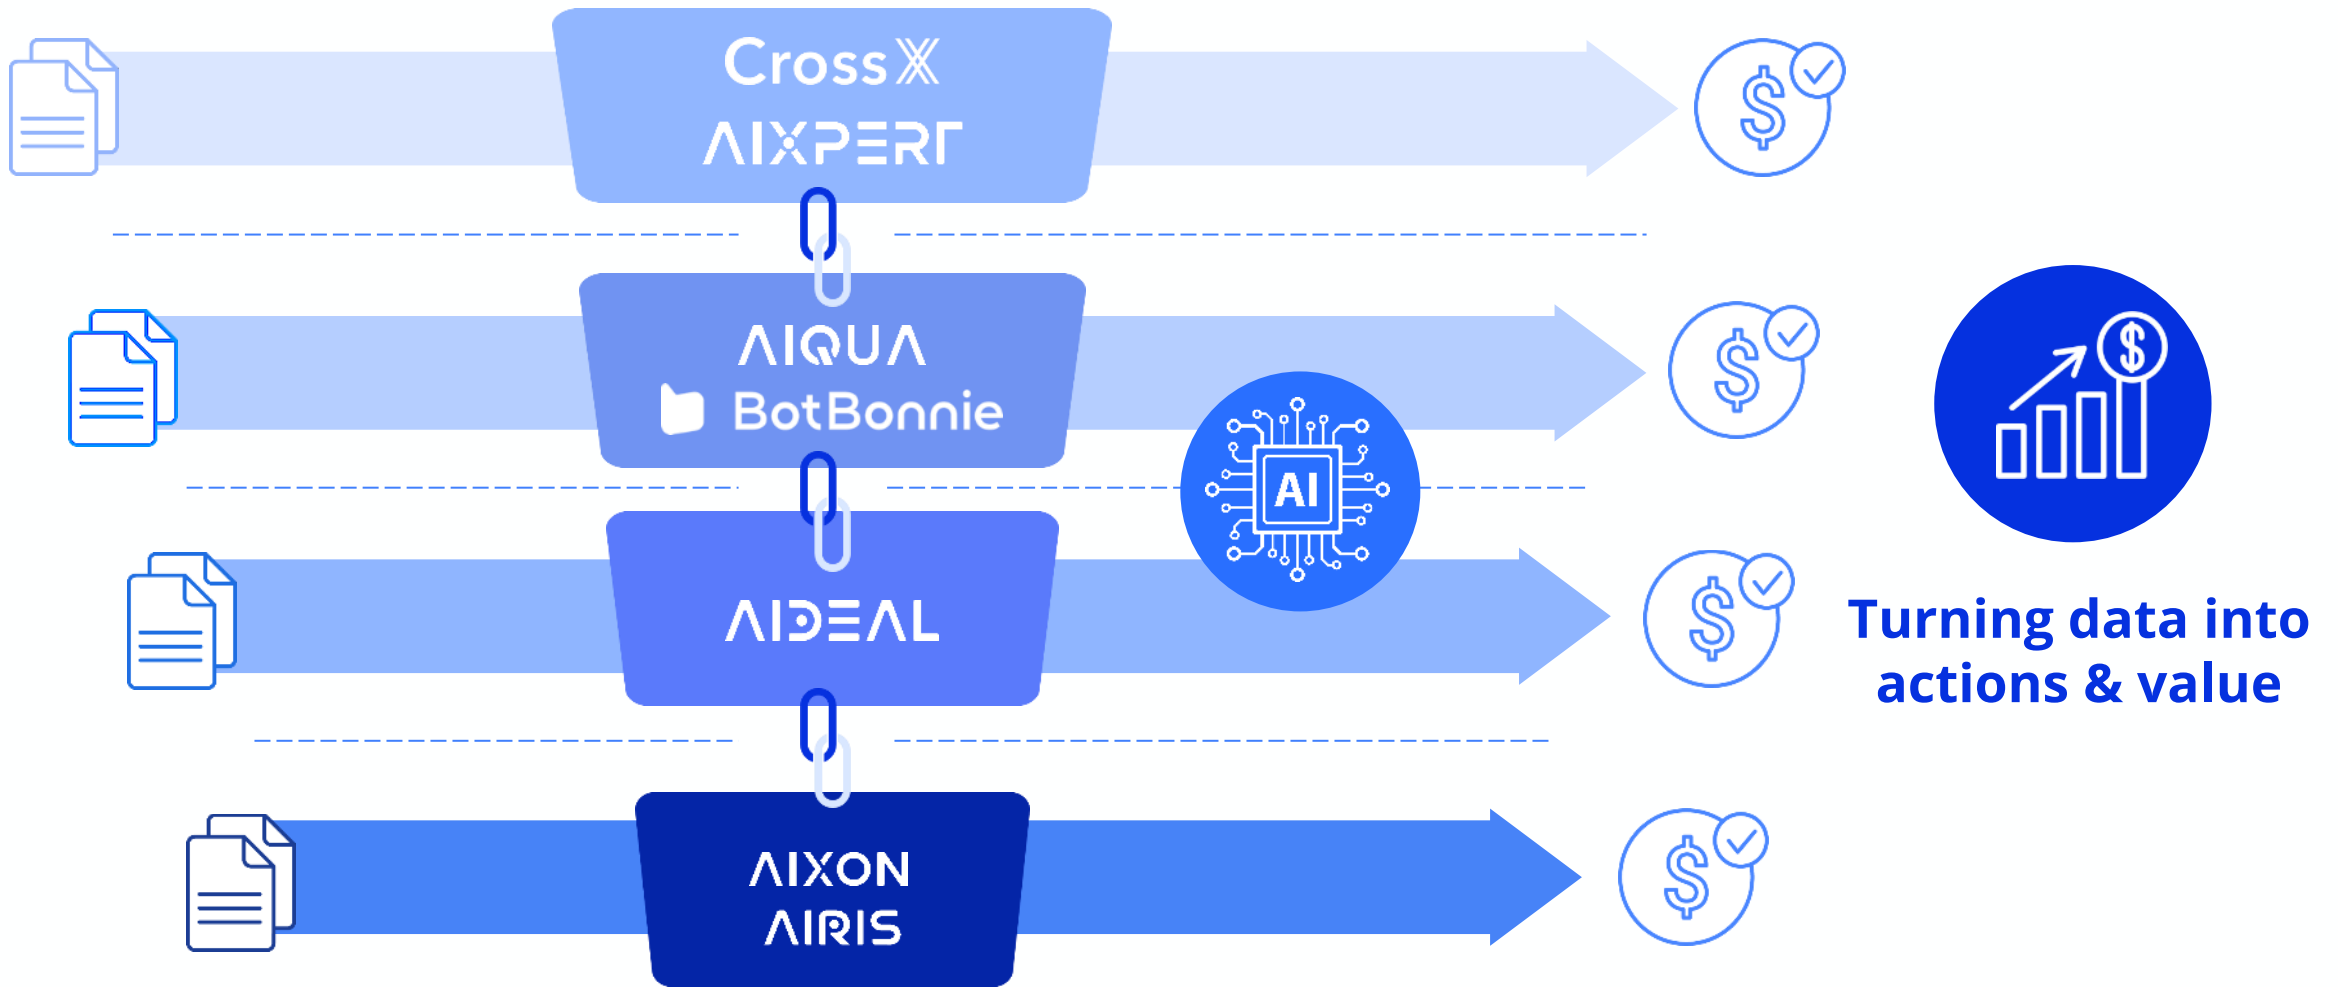 CrossX
AIXPERT
AIQUA
BotBonnie
AI
AIDEAL
Turning data into
actions & value
AIXON
AIRIS